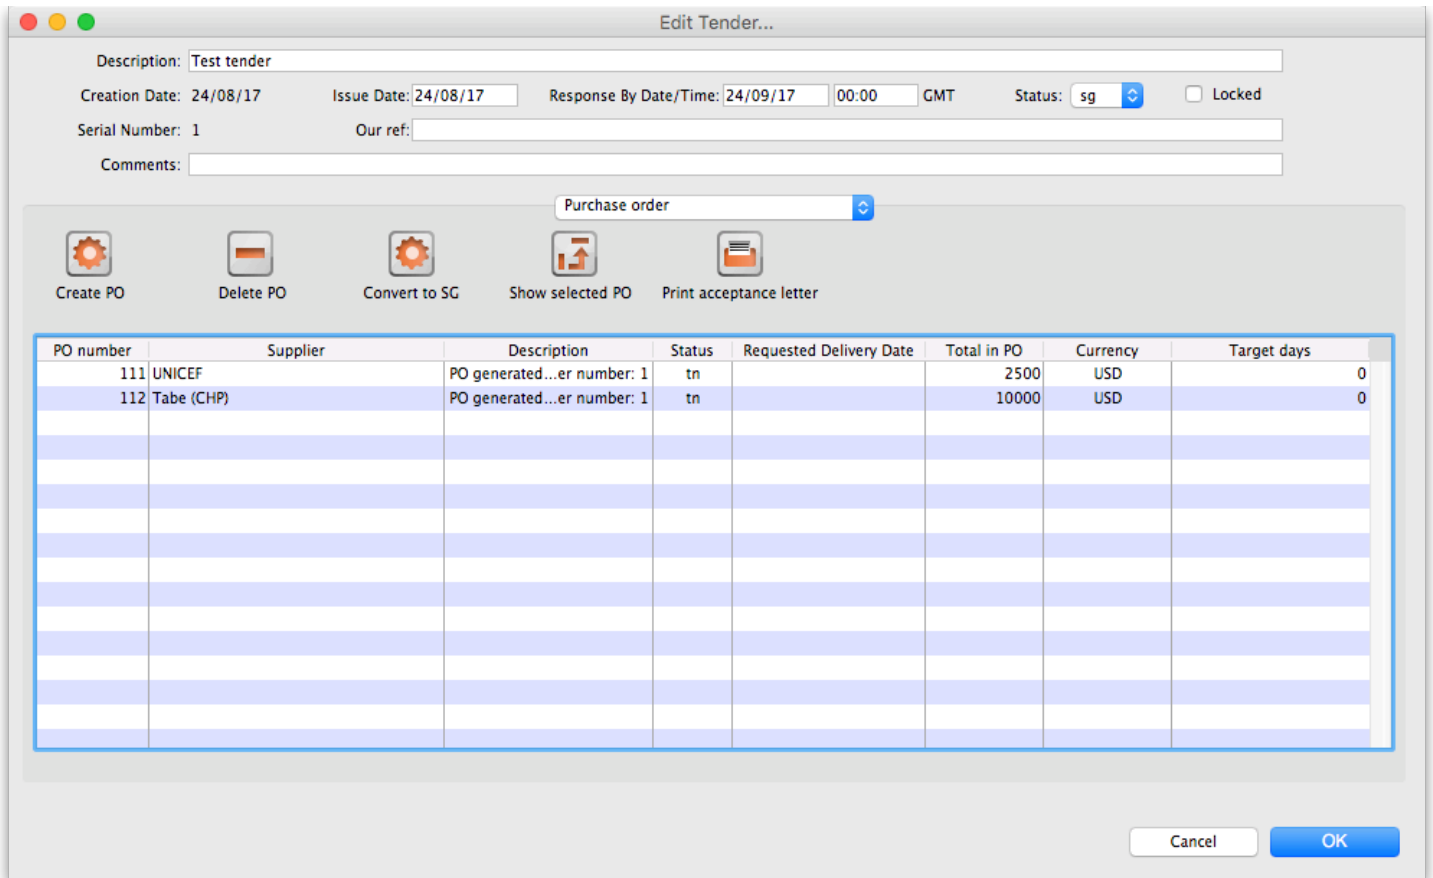 Edit Tender...
Description: Test tender
Creation Date: 24/08/17 Issue Date: 24/08/17 Response By Date/Time: 24/09/17 00:00 GMT Status: sg Locked
Serial Number: 1 Our ref:
Comments:
Purchase order
Create PO Delete PO Convert to SG Show selected PO Print acceptance letter
PO number Supplier Description Status Requested Delivery Date Total in PO Currency Target days
111 UNICEF PO generated...er number: 1 tn 2500 USD 0
112 Tabe (CHP) PO generated...er number: 1 tn 10000 USD 0
Cancel OK